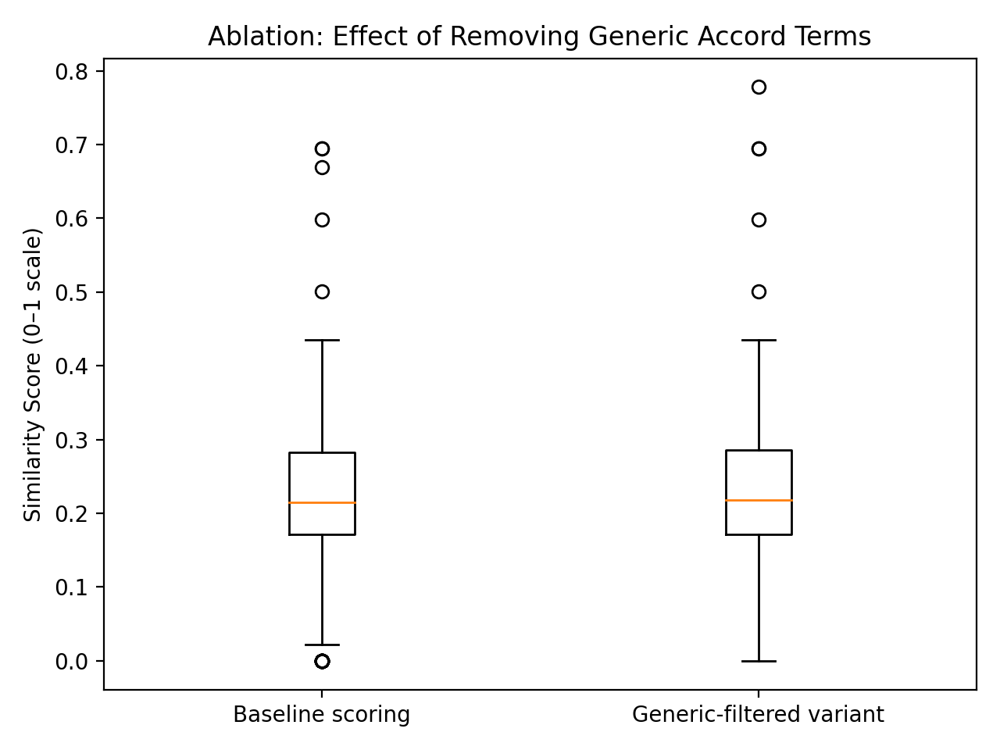 Ablation: Effect of Removing Generic Accord Terms
Similarity Score (0–1 scale)
0.8
0.7
0.6
0.5
0.4
0.3
0.2
0.1
0.0
Baseline scoring
Generic-filtered variant